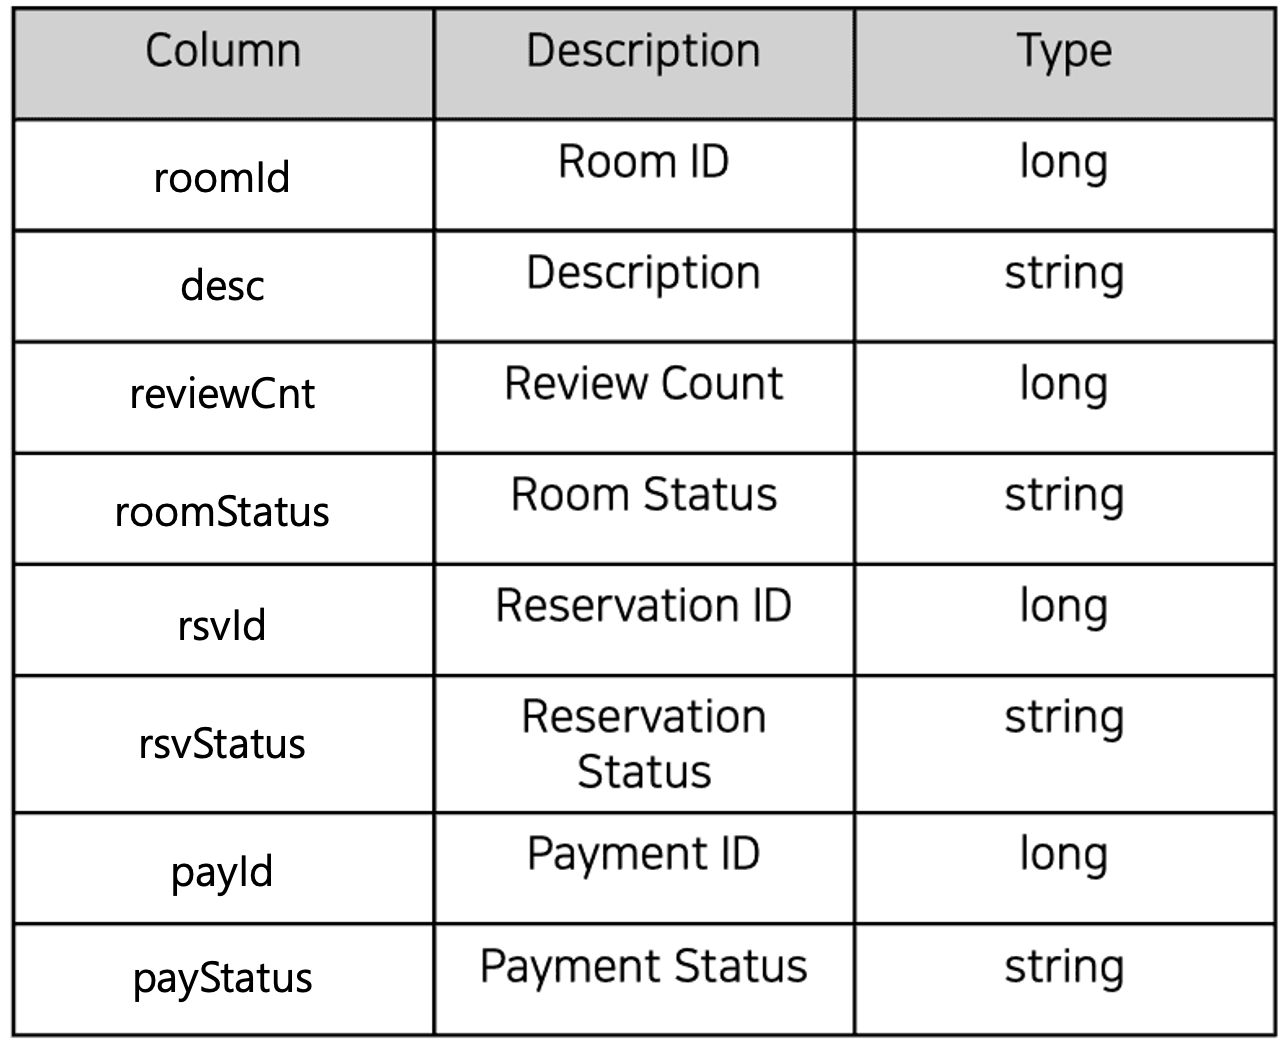 Column Description Type
roomId Room ID long
desc Description string
reviewCnt Review Count long
roomStatus Room Status string
rsvId Reservation ID long
rsvStatus Reservation string
Status
payId Payment ID long
payStatus Payment Status string